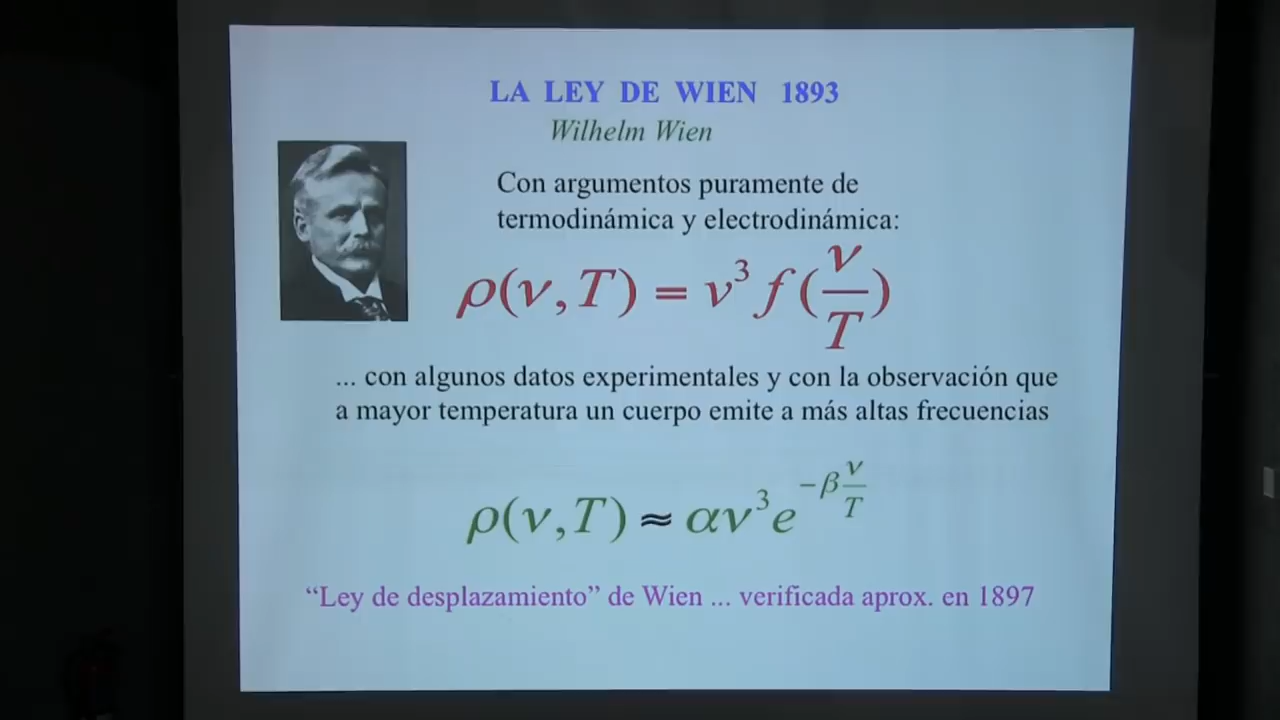 LA LEY DE WIEN 1893
Wilhelm Wien
Con argumentos puramente de
termodinámica y electrodinámica:
ρ(ν,T) = ν³ f(ν/T)
... con algunos datos experimentales y con la observación que
a mayor temperatura un cuerpo emite a más altas frecuencias
ρ(ν,T) ≈ αν³e^(-β ν/T)
“Ley de desplazamiento” de Wien ... verificada aprox. en 1897